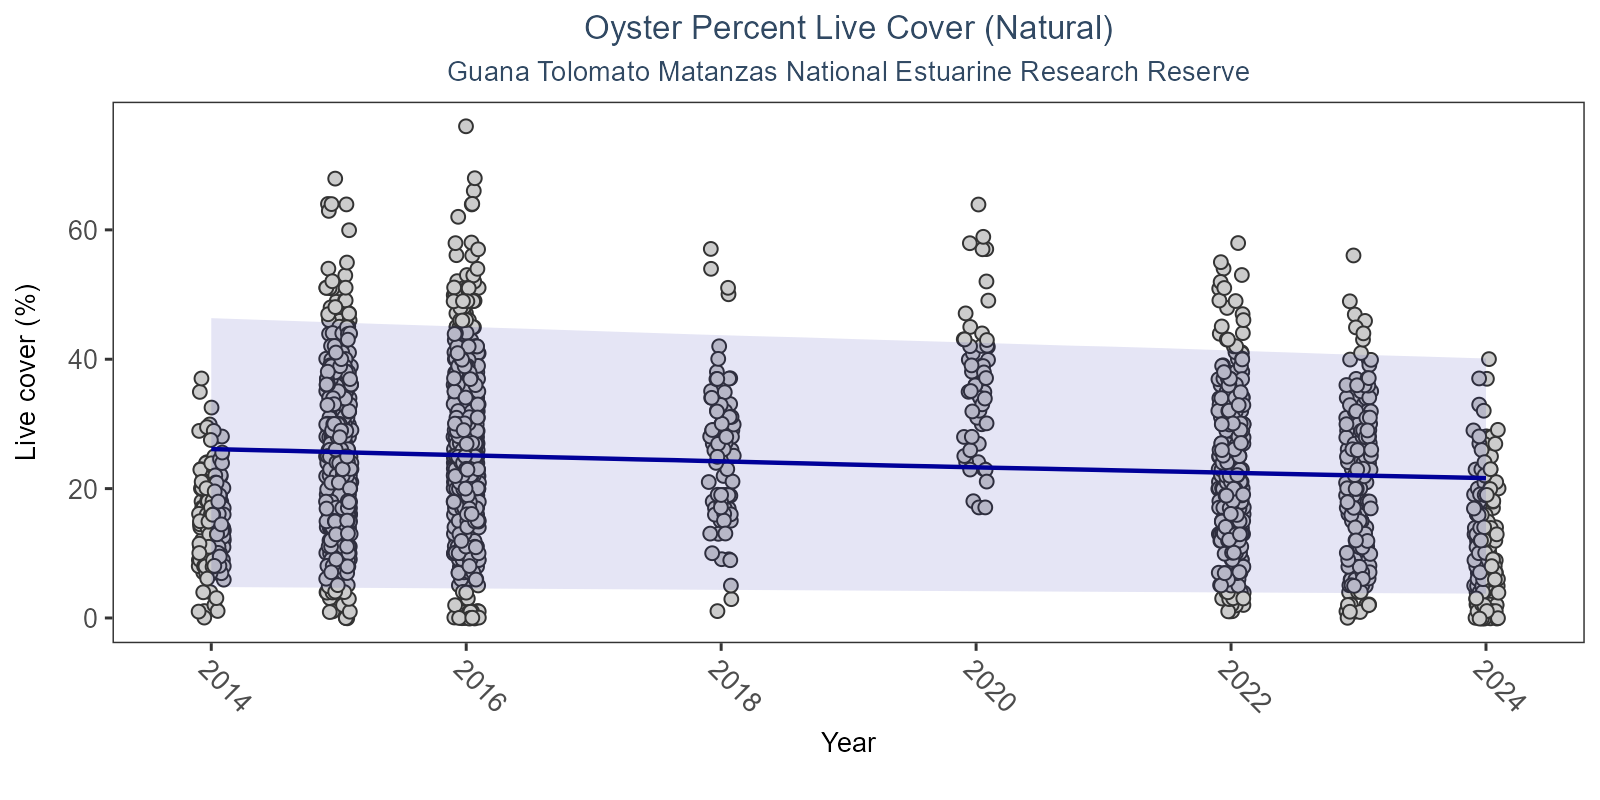 Oyster Percent Live Cover (Natural)
Guana Tolomato Matanzas National Estuarine Research Reserve
Live cover (%)
60
40
20
0
2014
2016
2018
2020
2022
2024
Year